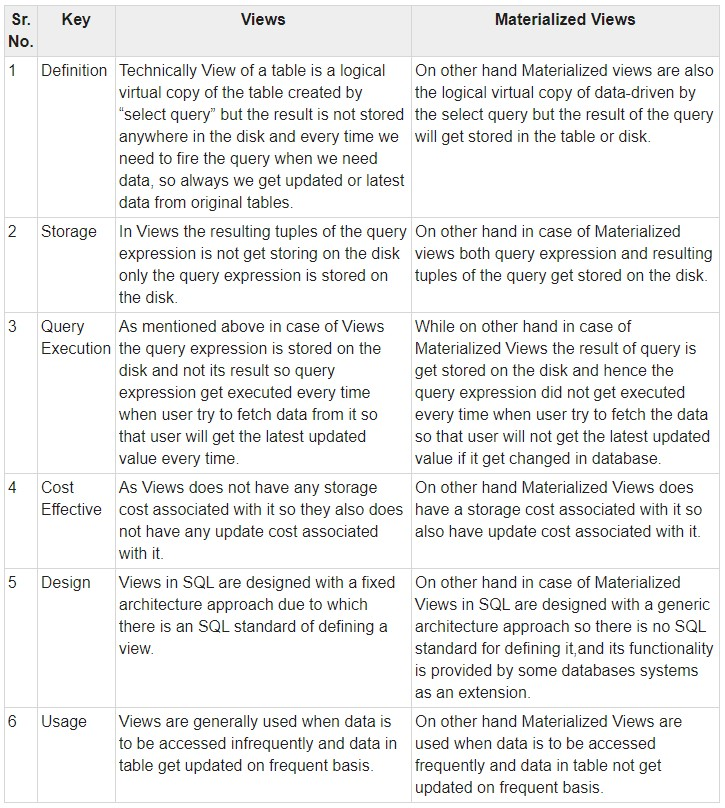 Sr. No.
Key
Views
Materialized Views
1
Definition
Technically View of a table is a logical
virtual copy of the table created by
“select query” but the result is not stored
anywhere in the disk and every time we
need to fire the query when we need
data, so always we get updated or latest
data from original tables.
On other hand Materialized views are also
the logical virtual copy of data-driven by
the select query but the result of the query
will get stored in the table or disk.
2
Storage
In Views the resulting tuples of the query
expression is not get storing on the disk
only the query expression is stored on
the disk.
On other hand in case of Materialized
views both query expression and resulting
tuples of the query get stored on the disk.
3
Query
Execution
As mentioned above in case of Views
the query expression is stored on the
disk and not its result so query
expression get executed every time
when user try to fetch data from it so
that user will get the latest updated
value every time.
While on other hand in case of
Materialized Views the result of query is
get stored on the disk and hence the
query expression did not get executed
every time when user try to fetch the data
so that user will not get the latest updated
value if it get changed in database.
4
Cost
Effective
As Views does not have any storage
cost associated with it so they also does
not have any update cost associated
with it.
On other hand Materialized Views does
have a storage cost associated with it so
also have update cost associated with it.
5
Design
Views in SQL are designed with a fixed
architecture approach due to which
there is an SQL standard of defining a
view.
On other hand in case of Materialized
Views in SQL are designed with a generic
architecture approach so there is no SQL
standard for defining it,and its functionality
is provided by some databases systems
as an extension.
6
Usage
Views are generally used when data is
to be accessed infrequently and data in
table get updated on frequent basis.
On other hand Materialized Views are
used when data is to be accessed
frequently and data in table not get
updated on frequent basis.